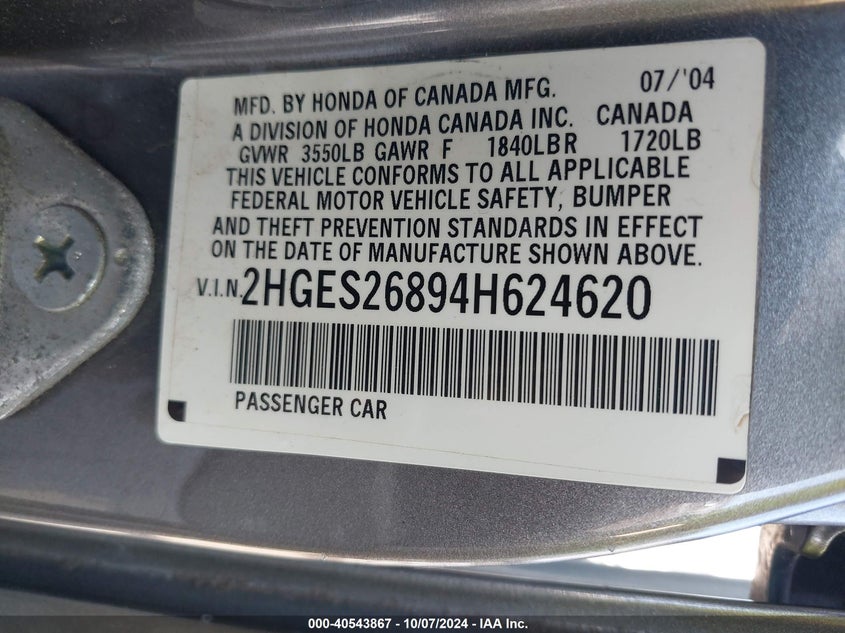 MFD. BY HONDA OF CANADA MFG. 07/'04
A DIVISION OF HONDA CANADA INC. CANADA
GVWR 3550LB GAWR F 1840LBR 1720LB
THIS VEHICLE CONFORMS TO ALL APPLICABLE
FEDERAL MOTOR VEHICLE SAFETY, BUMPER
AND THEFT PREVENTION STANDARDS IN EFFECT
ON THE DATE OF MANUFACTURE SHOWN ABOVE.
V.I.N. 2HGES26894H624620
PASSENGER CAR
000-40543867 - 10/07/2024 - IAA Inc.